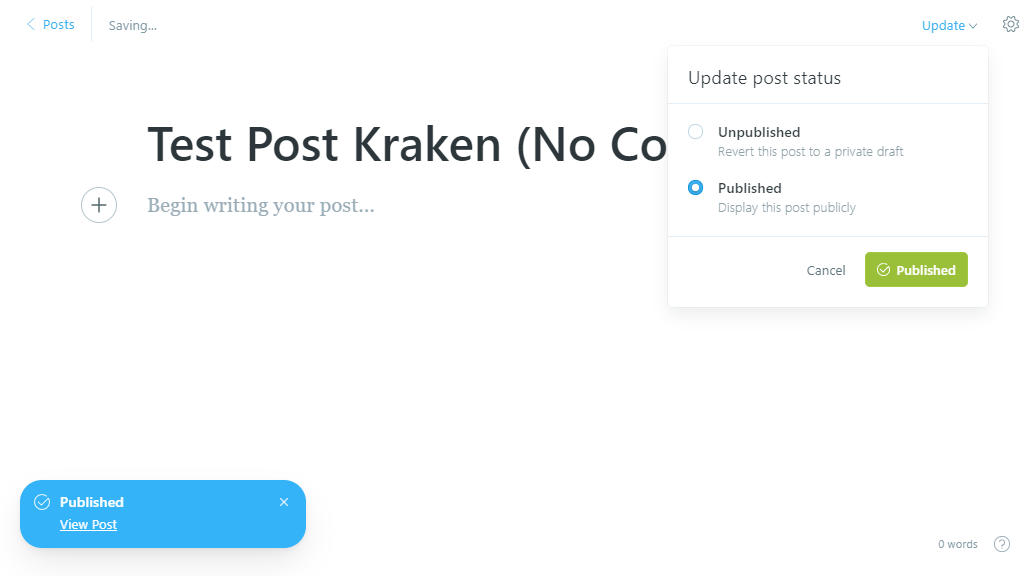 Posts
Saving...
Update
Update post status
Test Post Kraken (No Co
Unpublished
Revert this post to a private draft
Published
Display this post publicly
Begin writing your post...
Cancel
Published
Published
View Post
0 words